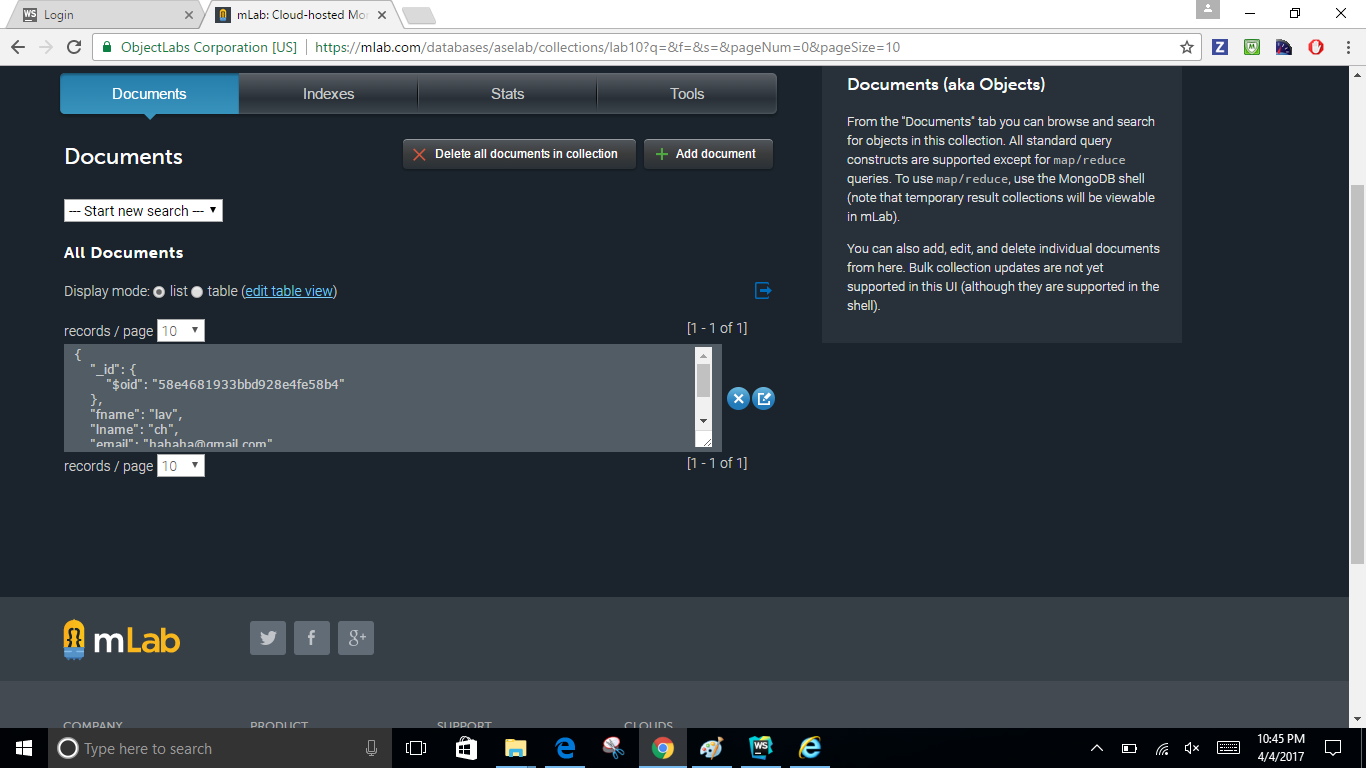 Login
mLab: Cloud-hosted Mo
ObjectLabs Corporation [US] https://mlab.com/databases/aselab/collections/lab10?q=&f=&s=&pageNum=0&pageSize=10
Documents Indexes Stats Tools
Documents
Delete all documents in collection
Add document
--- Start new search ---
All Documents
Display mode: list table (edit table view)
records / page 10 [1 - 1 of 1]
{
"_id": {
"$oid": "58e4681933bbd928e4fe58b4"
},
"fname": "lav",
"lname": "ch",
"email": "hahaha@gmail.com"
records / page 10 [1 - 1 of 1]
Documents (aka Objects)
From the "Documents" tab you can browse and search
for objects in this collection. All standard query
constructs are supported except for map/reduce
queries. To use map/reduce, use the MongoDB shell
(note that temporary result collections will be viewable
in mLab).
You can also add, edit, and delete individual documents
from here. Bulk collection updates are not yet
supported in this UI (although they are supported in the
shell).
mLab
COMPANY PRODUCT SUPPORT CLOUDS
Type here to search
10:45 PM
4/4/2017